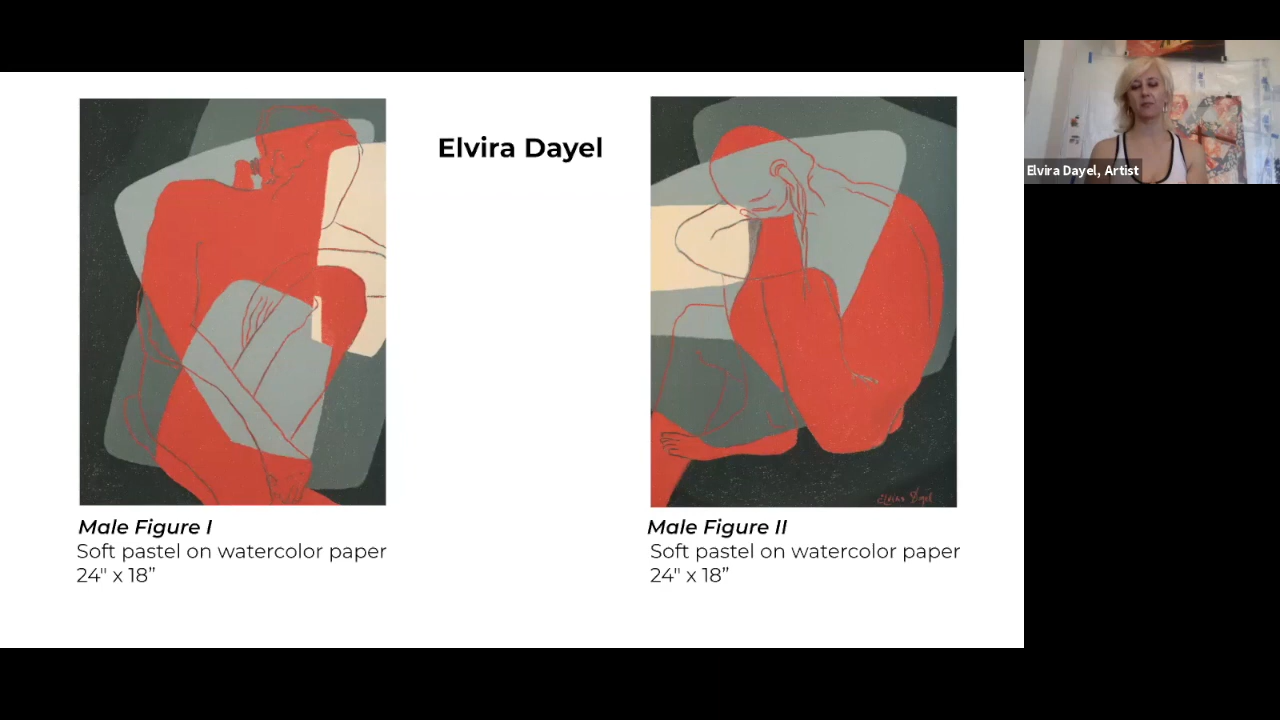 Elvira Dayel
Male Figure I
Soft pastel on watercolor paper
24" x 18”
Male Figure II
Soft pastel on watercolor paper
24" x 18”
Elvira Dayel, Artist